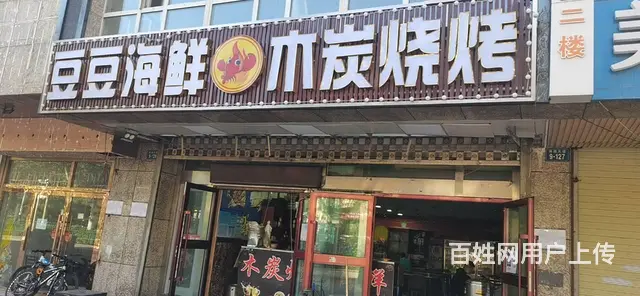 豆豆海鲜 木炭烧烤
二楼
美
9-127
木炭
百姓网用户上传